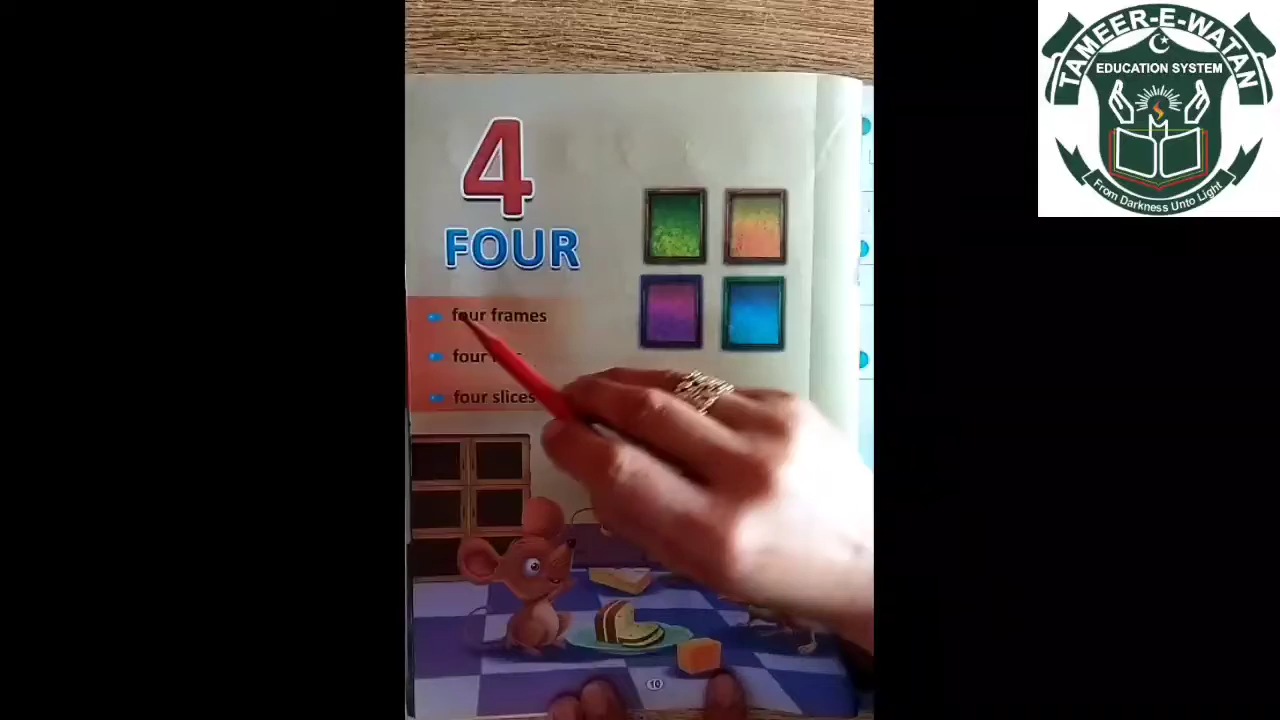 4
FOUR
four frames
four
four slices
10
TAMEER-E-WATAN
EDUCATION SYSTEM
From Darkness Unto Light